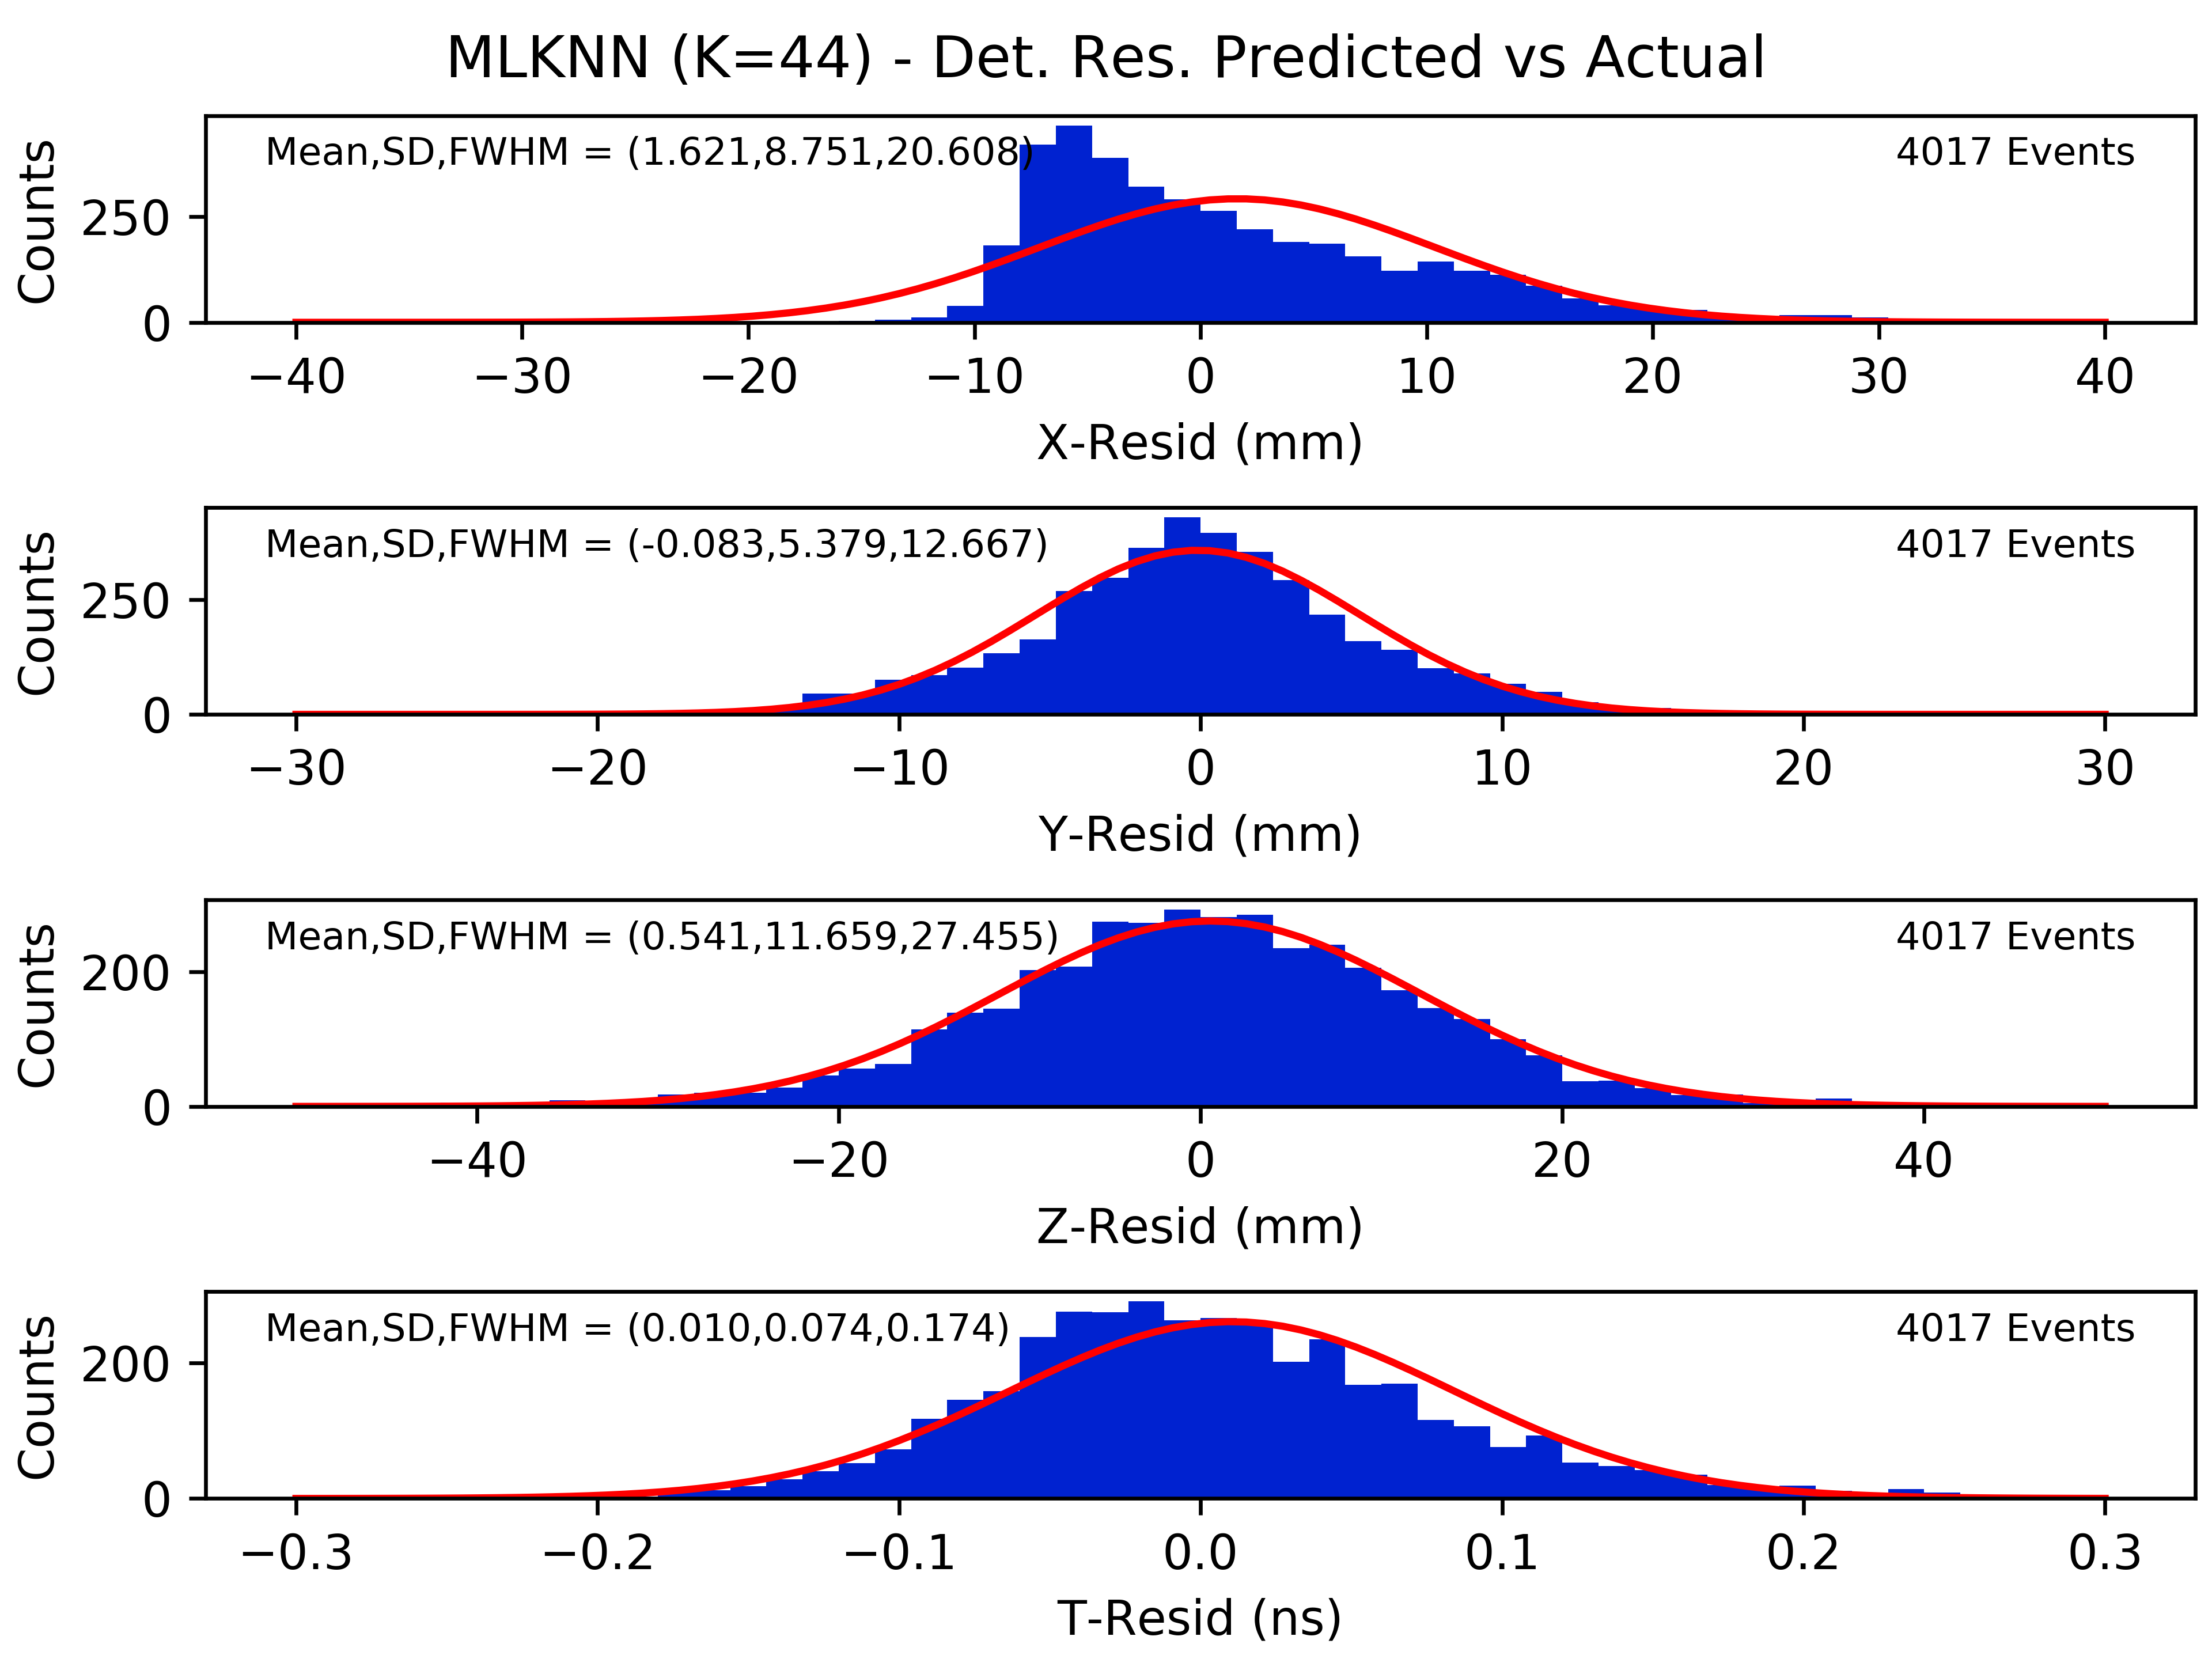 MLKNN (K=44) - Det. Res. Predicted vs Actual
Mean,SD,FWHM = (1.621,8.751,20.608)
4017 Events
Counts
250
0
−40 −30 −20 −10 0 10 20 30 40
X-Resid (mm)
Mean,SD,FWHM = (-0.083,5.379,12.667)
4017 Events
Counts
250
0
−30 −20 −10 0 10 20 30
Y-Resid (mm)
Mean,SD,FWHM = (0.541,11.659,27.455)
4017 Events
Counts
200
0
−40 −20 0 20 40
Z-Resid (mm)
Mean,SD,FWHM = (0.010,0.074,0.174)
4017 Events
Counts
200
0
−0.3 −0.2 −0.1 0.0 0.1 0.2 0.3
T-Resid (ns)